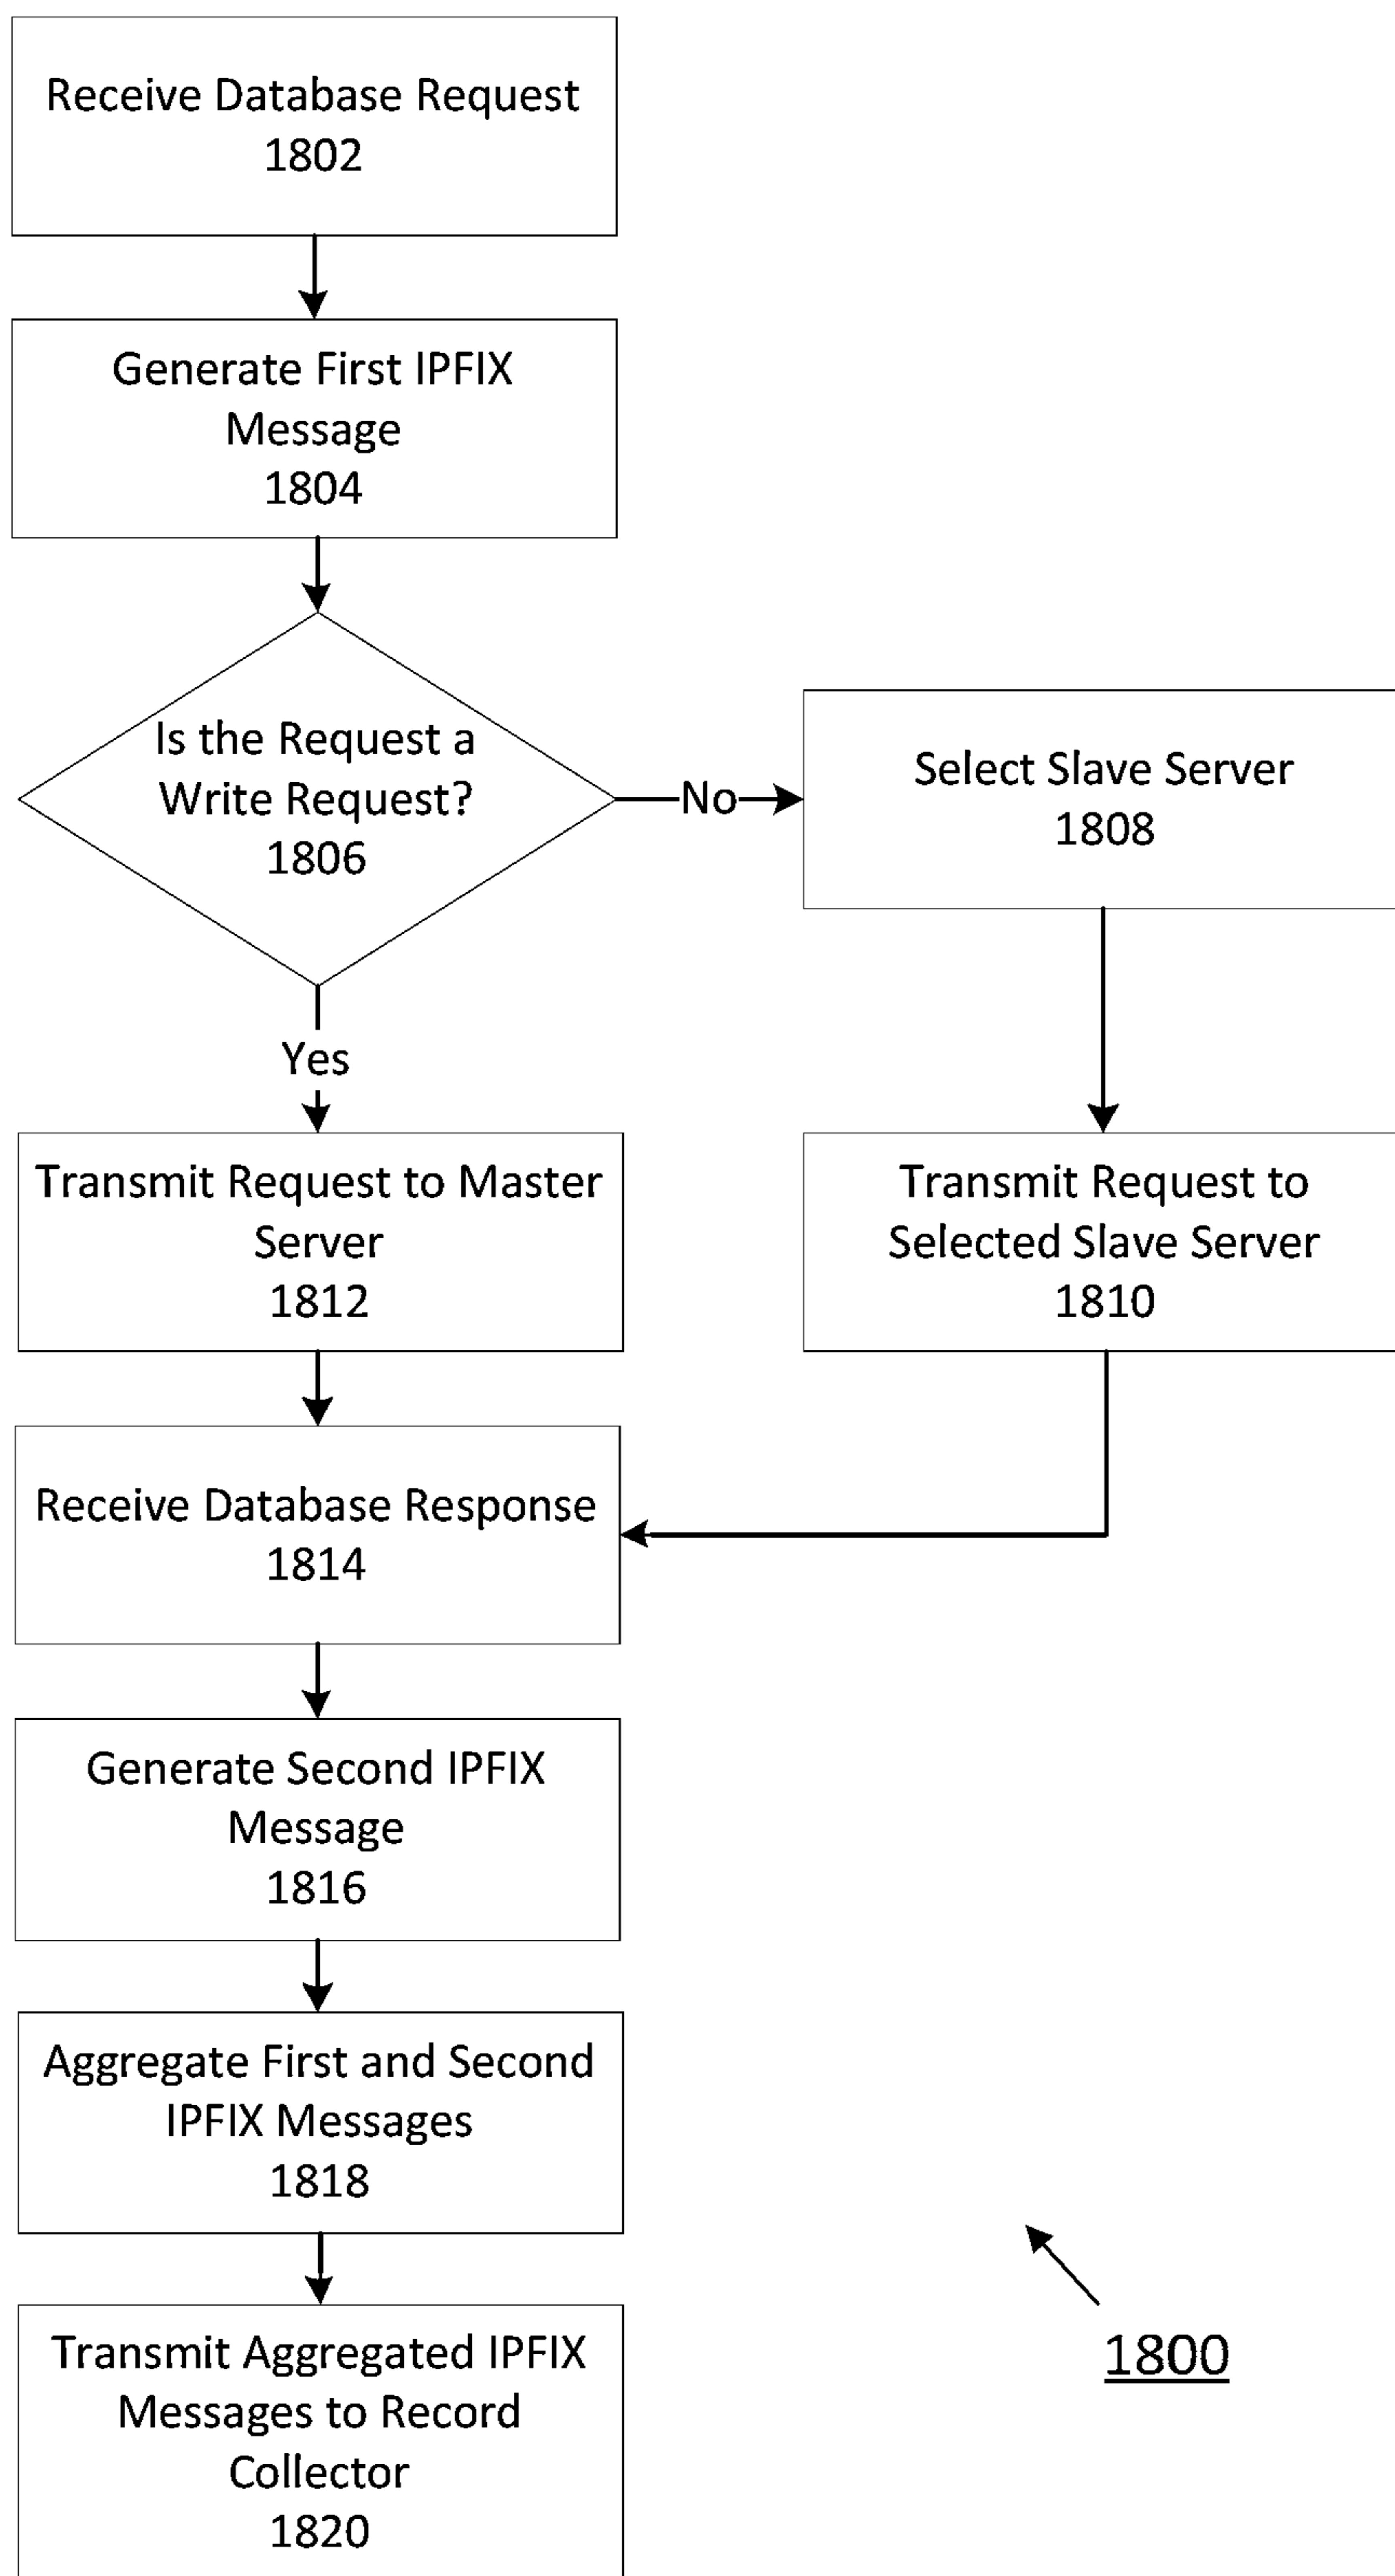 Receive Database Request
1802
Generate First IPFIX
Message
1804
Is the Request a
Write Request?
1806
No
Select Slave Server
1808
Yes
Transmit Request to Master
Server
1812
Transmit Request to
Selected Slave Server
1810
Receive Database Response
1814
Generate Second IPFIX
Message
1816
Aggregate First and Second
IPFIX Messages
1818
Transmit Aggregated IPFIX
Messages to Record
Collector
1820
1800